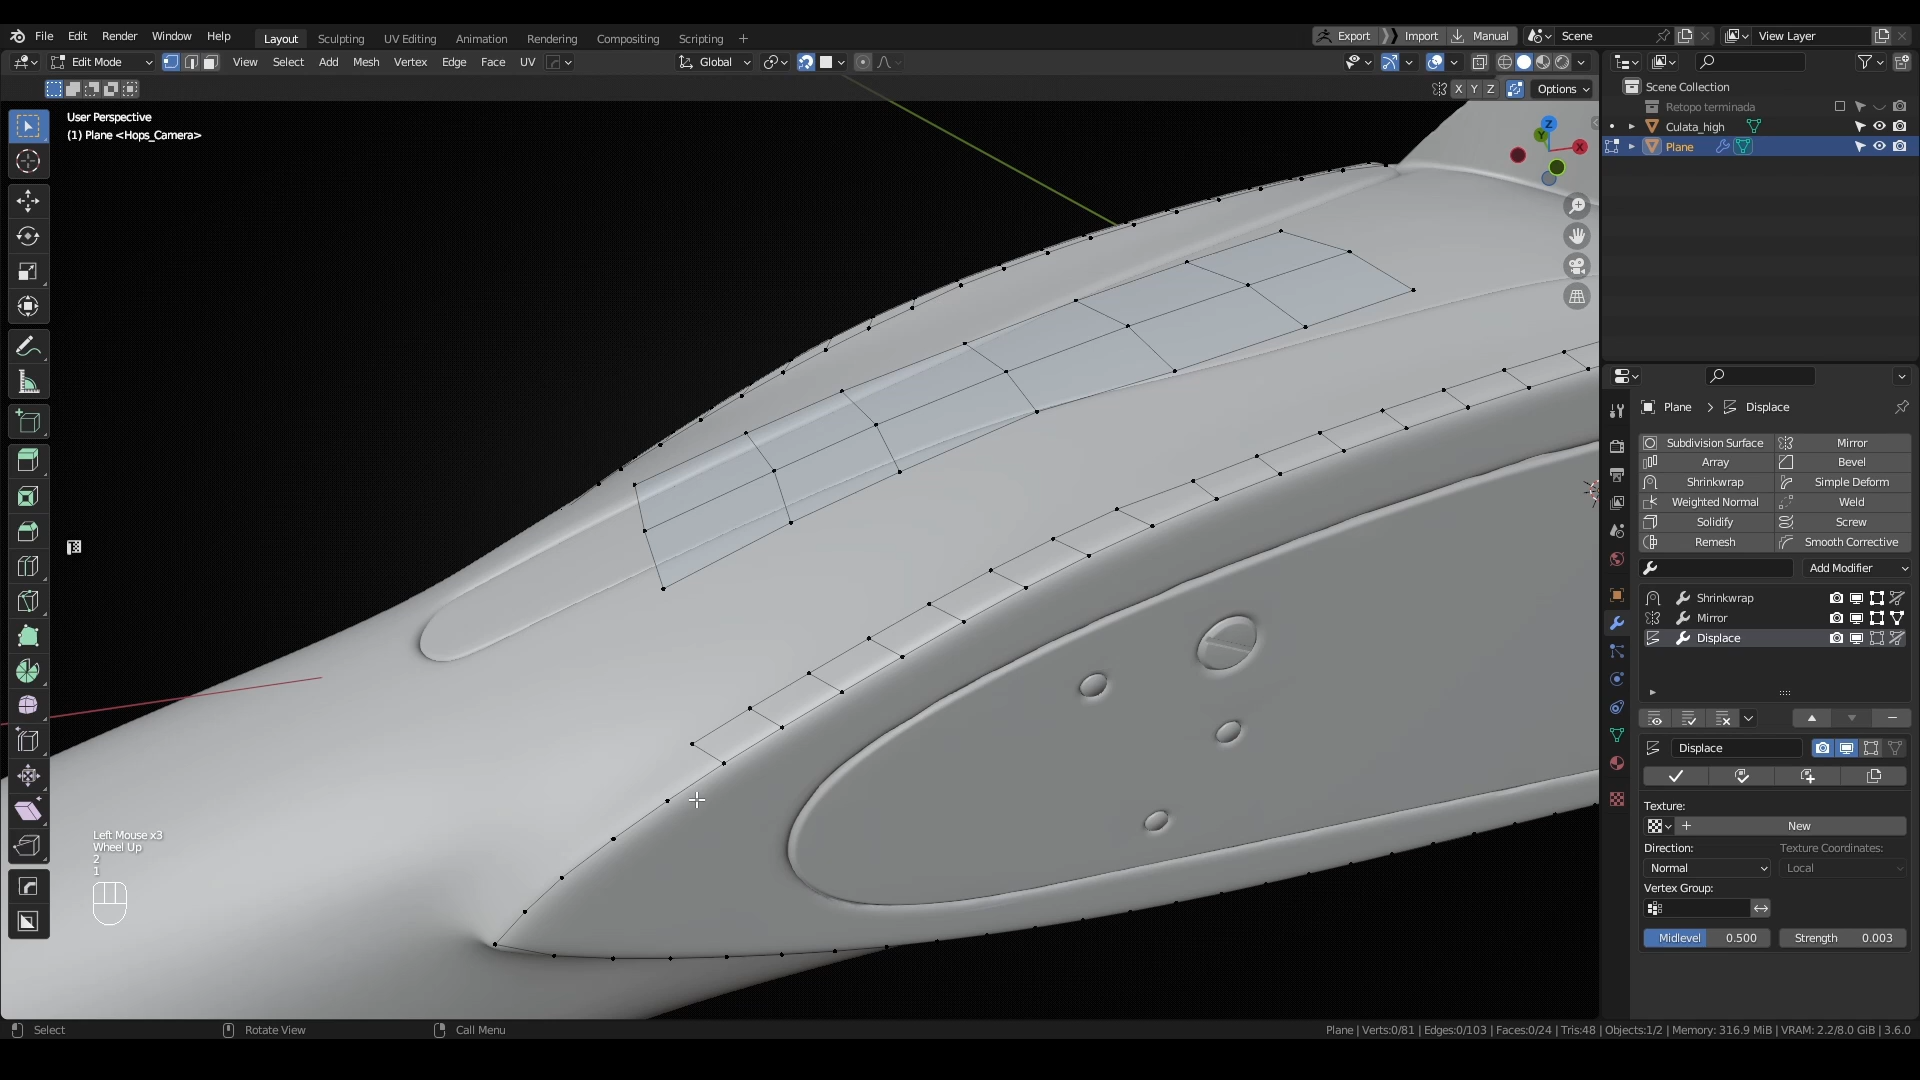 File Edit Render Window Help Layout Sculpting UV Editing Animation Rendering Compositing Scripting + Export Import Manual Scene View Layer
Edit Mode View Select Add Mesh Vertex Edge Face UV Global
X Y Z Options
User Perspective
(1) Plane <Hops_Camera>
Z
Y
X
Left Mouse x3
Wheel Up
2
1
Scene Collection
Retopo terminada
Culata_high
Plane
Plane > Displace
Subdivision Surface Mirror
Array Bevel
Shrinkwrap Simple Deform
Weighted Normal Weld
Solidify Screw
Remesh Smooth Corrective
Add Modifier
Shrinkwrap
Mirror
Displace
Displace
Texture:
New
Direction: Texture Coordinates:
Normal Local
Vertex Group:
Midlevel 0.500 Strength 0.003
Select Rotate View Call Menu Plane | Verts:0/81 | Edges:0/103 | Faces:0/24 | Tris:48 | Objects:1/2 | Memory: 316.9 MiB | VRAM: 2.2/8.0 GiB | 3.6.0